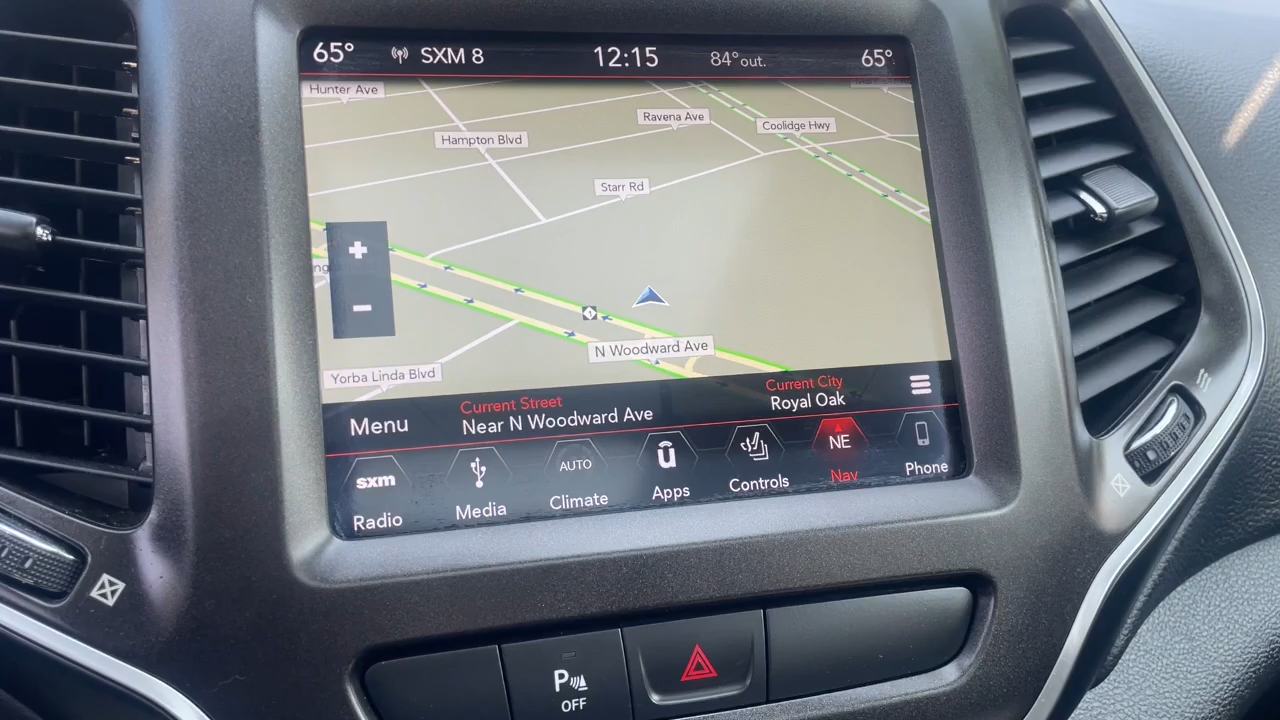 65° SXM 8 12:15 84°out. 65°
Hunter Ave
Ravena Ave
Coolidge Hwy
Hampton Blvd
Starr Rd
+
ng
−
1
N Woodward Ave
Yorba Linda Blvd
Menu
Current Street
Near N Woodward Ave
Current City
Royal Oak
sxm
Radio
Media
AUTO
Climate
ū
Apps
Controls
NE
Nav
Phone
P
OFF